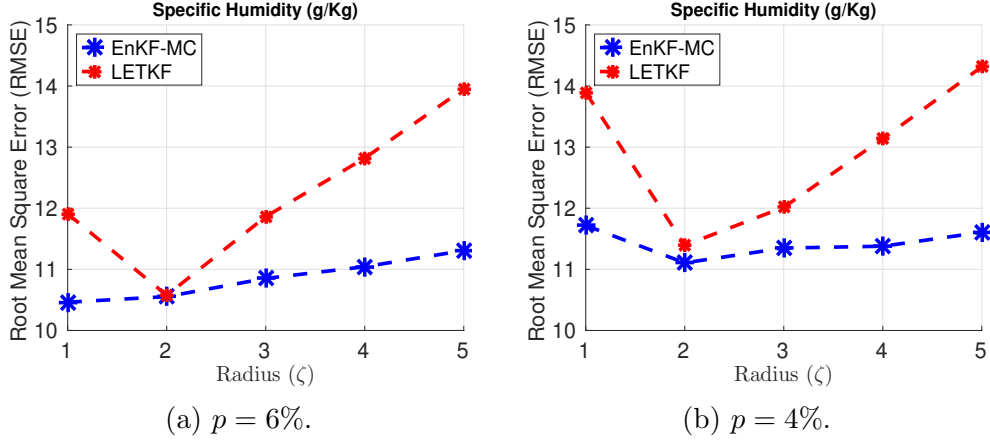 Specific Humidity (g/Kg)
Root Mean Square Error (RMSE)
15
14
13
12
11
10
EnKF-MC
LETKF
1 2 3 4 5
Radius (ζ)
(a) p = 6%.
Specific Humidity (g/Kg)
Root Mean Square Error (RMSE)
15
14
13
12
11
10
EnKF-MC
LETKF
1 2 3 4 5
Radius (ζ)
(b) p = 4%.